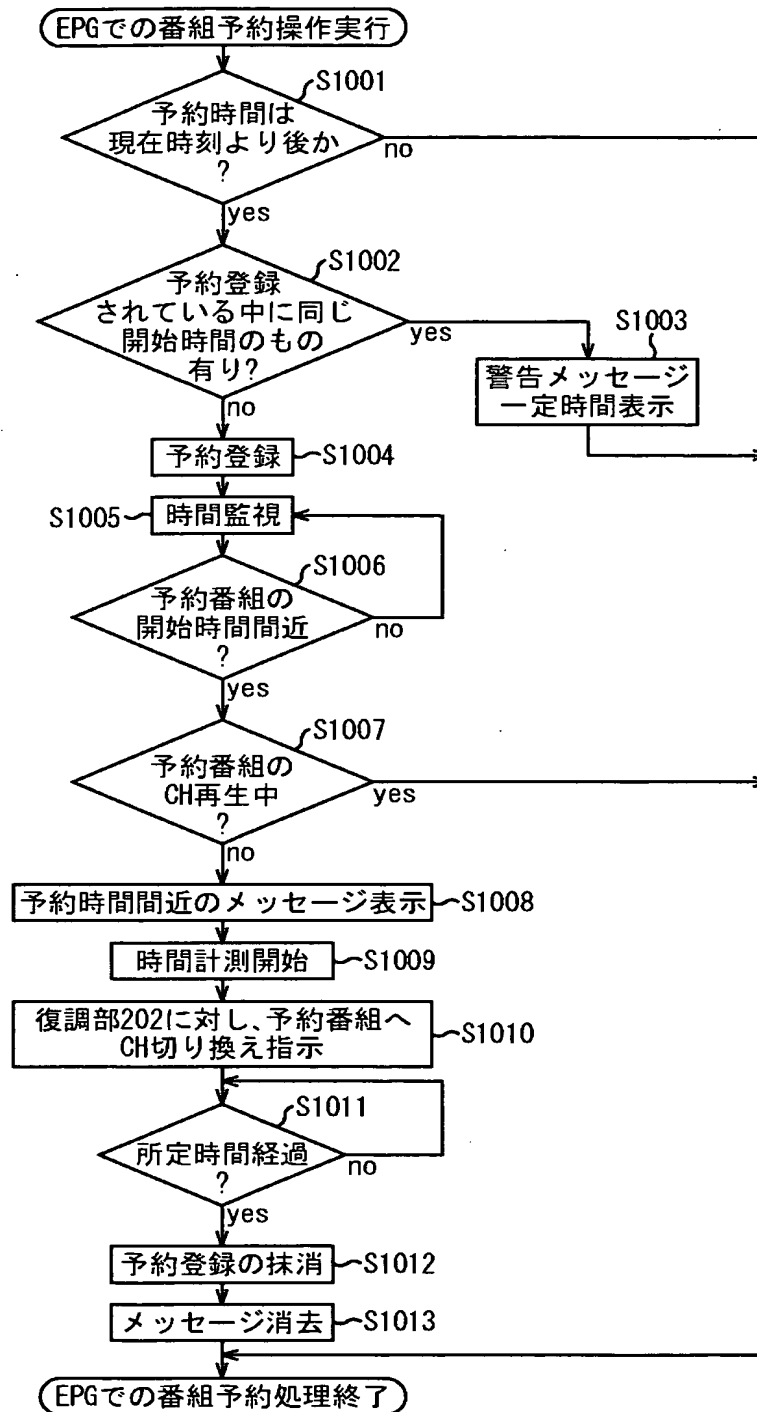 EPGでの番組予約操作実行
S1001
予約時間は
現在時刻より後か
?
no
yes
S1002
予約登録
されている中に同じ
開始時間のもの
有り?
yes
no
S1003
警告メッセージ
一定時間表示
予約登録
S1004
S1005
時間監視
S1006
予約番組の
開始時間間近
?
no
yes
S1007
予約番組の
CH再生中
?
yes
no
予約時間間近のメッセージ表示
S1008
時間計測開始
S1009
復調部202に対し、予約番組へ
CH切り換え指示
S1010
S1011
所定時間経過
?
no
yes
予約登録の抹消
S1012
メッセージ消去
S1013
EPGでの番組予約処理終了